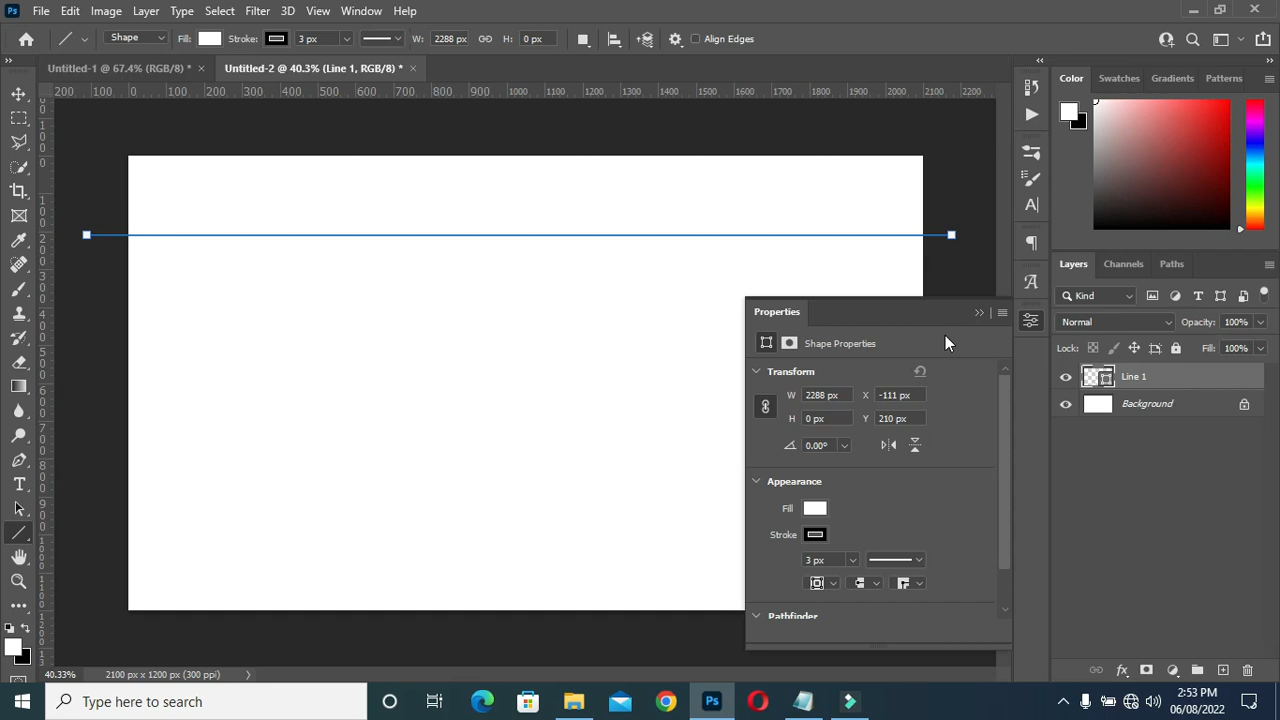 Ps File Edit Image Layer Type Select Filter 3D View Window Help
Shape Fill: Stroke: 3 px W: 2288 px H: 0 px Align Edges
Untitled-1 @ 67.4% (RGB/8) * × Untitled-2 @ 40.3% (Line 1, RGB/8) * ×
200 100 0 100 200 300 400 500 600 700 800 900 1000 1100 1200 1300 1400 1500 1600 1700 1800 1900 2000 2100 2200
Color Swatches Gradients Patterns
Layers Channels Paths
Kind
Normal Opacity: 100%
Lock: Fill: 100%
Line 1
Background
Properties
Shape Properties
Transform
W 2288 px X -111 px
H 0 px Y 210 px
0.00°
Appearance
Fill
Stroke
3 px
Pathfinder
40.33% 2100 px x 1200 px (300 ppi)
Type here to search
Ps
2:53 PM
06/08/2022